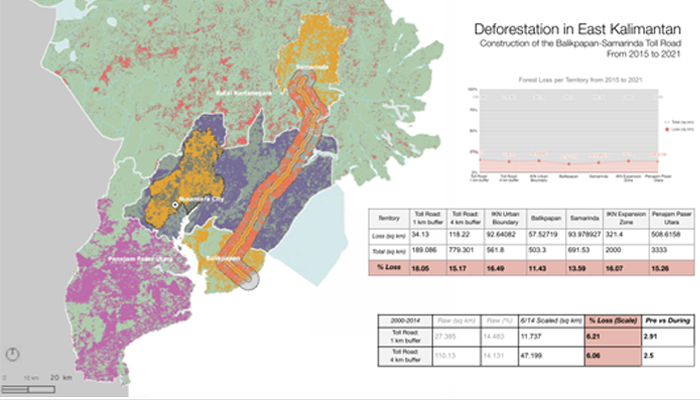 Deforestation in East Kalimantan
Construction of the Balikpapan-Samarinda Toll Road
From 2015 to 2021
Samarinda
Kutai Kertanegara
Nusantara City
Penajam Paser Utara
Balikpapan
0 10 km 20 km
Forest Loss per Territory from 2015 to 2021
100%
75%
50%
25%
0%
Toll Road: 1 km buffer
Toll Road: 4 km buffer
IKN Urban Boundary
Balikpapan
Samarinda
IKN Expansion Zone
Penajam Paser Utara
Total (sq km)
Loss (sq km)
Territory Toll Road: 1 km buffer Toll Road: 4 km buffer IKN Urban Boundary Balikpapan Samarinda IKN Expansion Zone Penajam Paser Utara
Loss (sq km) 34.13 118.22 92.64082 57.52719 93.978927 321.4 508.6158
Total (sq km) 189.086 779.301 561.8 503.3 691.53 2000 3333
% Loss 18.05 15.17 16.49 11.43 13.59 16.07 15.26
2000-2014 Raw (sq km) Raw (%) 6/14 Scaled (sq km) % Loss (Scale) Pre vs During
Toll Road: 1 km buffer 27.385 14.483 11.737 6.21 2.91
Toll Road: 4 km buffer 110.13 14.131 47.199 6.06 2.5